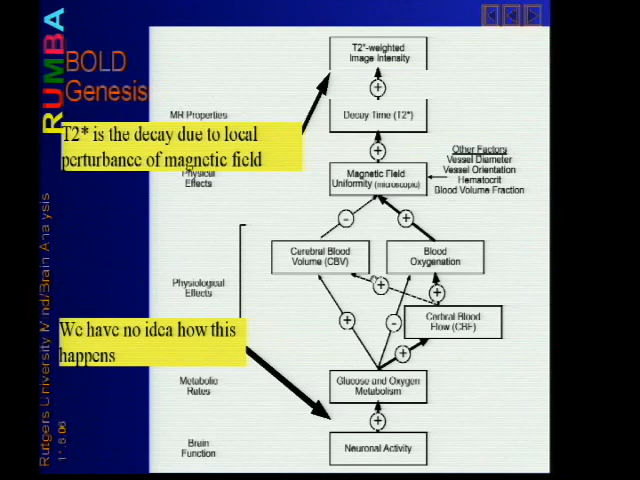 RUMBA
BOLD
Genesis
T2* is the decay due to local
perturbance of magnetic field
We have no idea how this
happens
Rutgers University Mind/Brain Analysis
MR Properties
Physical
Effects
Physiological
Effects
Metabolic
Rates
Brain
Function
T2*-weighted
Image Intensity
+
Decay Time (T2*)
+
Magnetic Field
Uniformity (microscopic)
Other Factors
Vessel Diameter
Vessel Orientation
Hematocrit
Blood Volume Fraction
-
+
Cerebral Blood
Volume (CBV)
Blood
Oxygenation
+
+
Cerbral Blood
Flow (CBF)
+
-
+
Glucose and Oxygen
Metabolism
+
Neuronal Activity